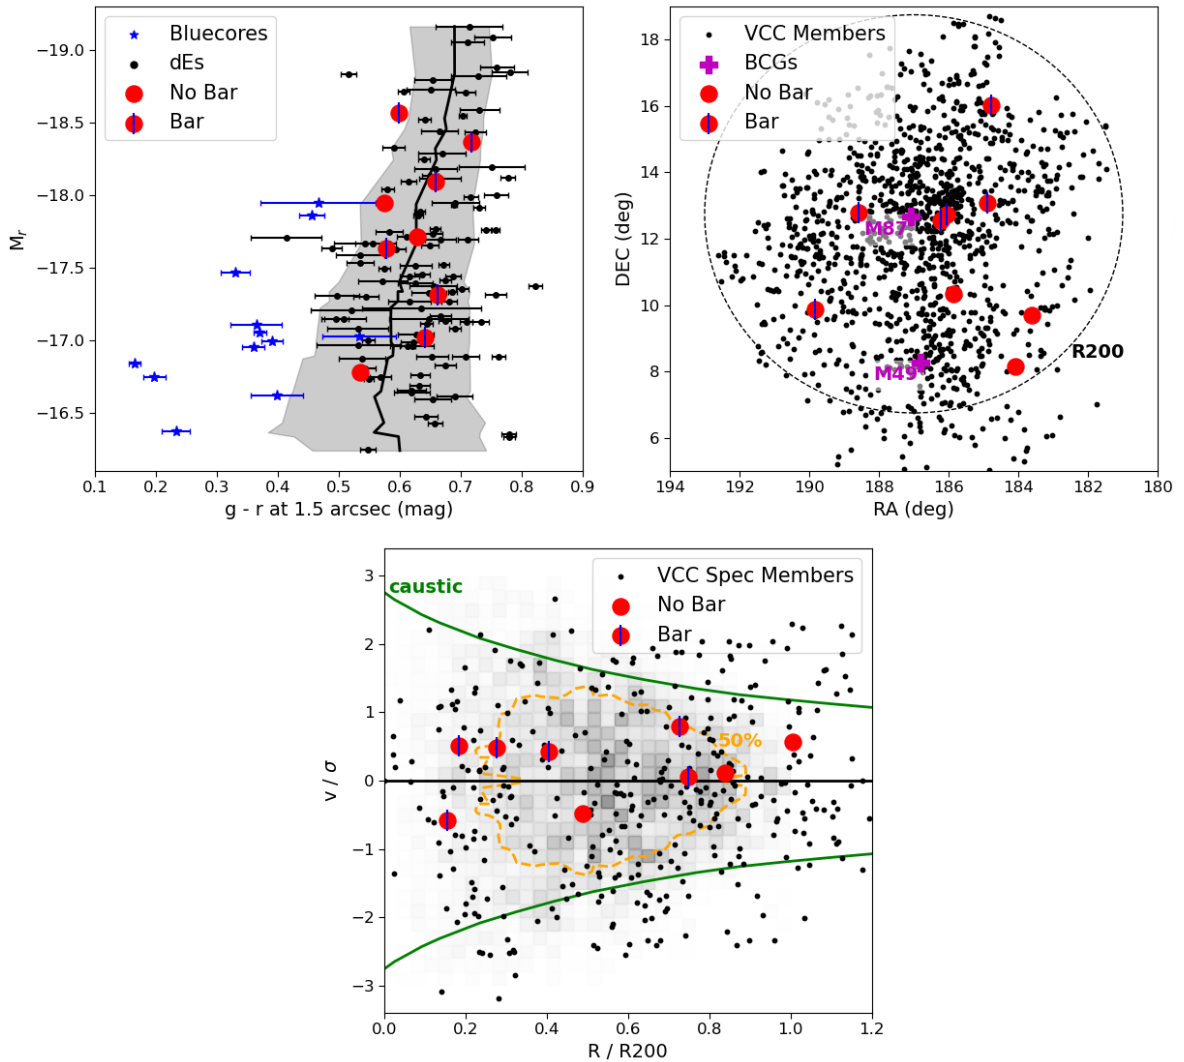 Bluecores
dEs
No Bar
Bar
−19.0
−18.5
−18.0
−17.5
−17.0
−16.5
M_r
0.1 0.2 0.3 0.4 0.5 0.6 0.7 0.8 0.9
g - r at 1.5 arcsec (mag)
VCC Members
BCGs
No Bar
Bar
M87
M49
R200
18
16
14
12
10
8
6
DEC (deg)
194 192 190 188 186 184 182 180
RA (deg)
caustic
VCC Spec Members
No Bar
Bar
50%
3
2
1
0
−1
−2
−3
v / σ
0.0 0.2 0.4 0.6 0.8 1.0 1.2
R / R200